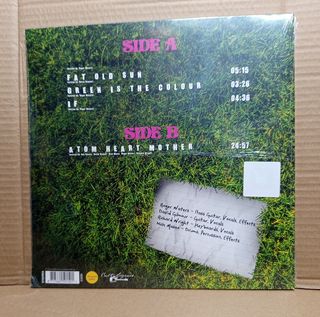 SIDE A
FAT OLD SUN 05:15
GREEN IS THE COLOUR 03:26
IF 04:36
SIDE B
ATOM HEART MOTHER 24:57
Roger Waters - Bass Guitar, Vocals, Effects
David Gilmour - Guitar, Vocals
Richard Wright - Keyboards, Vocals
Nick Mason - Drums, Percussion, Effects